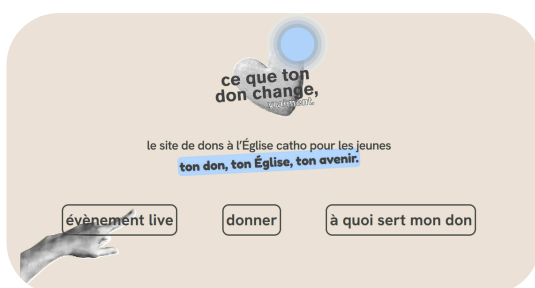 ce que ton
don change,
vraiment.
le site de dons à l'Église catho pour les jeunes
ton don, ton Église, ton avenir.
évènement live
donner
à quoi sert mon don